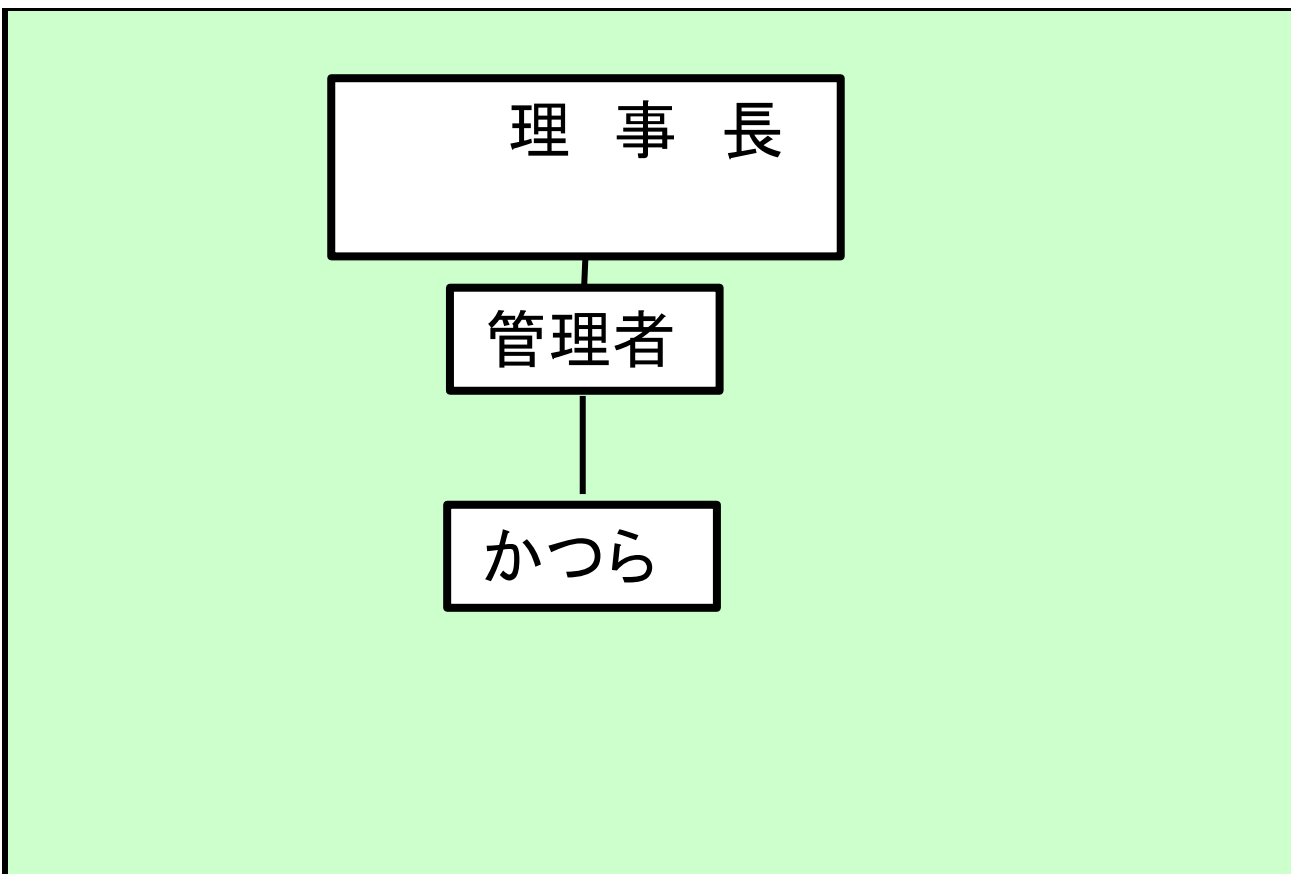 理 事 長
管理者
かつら